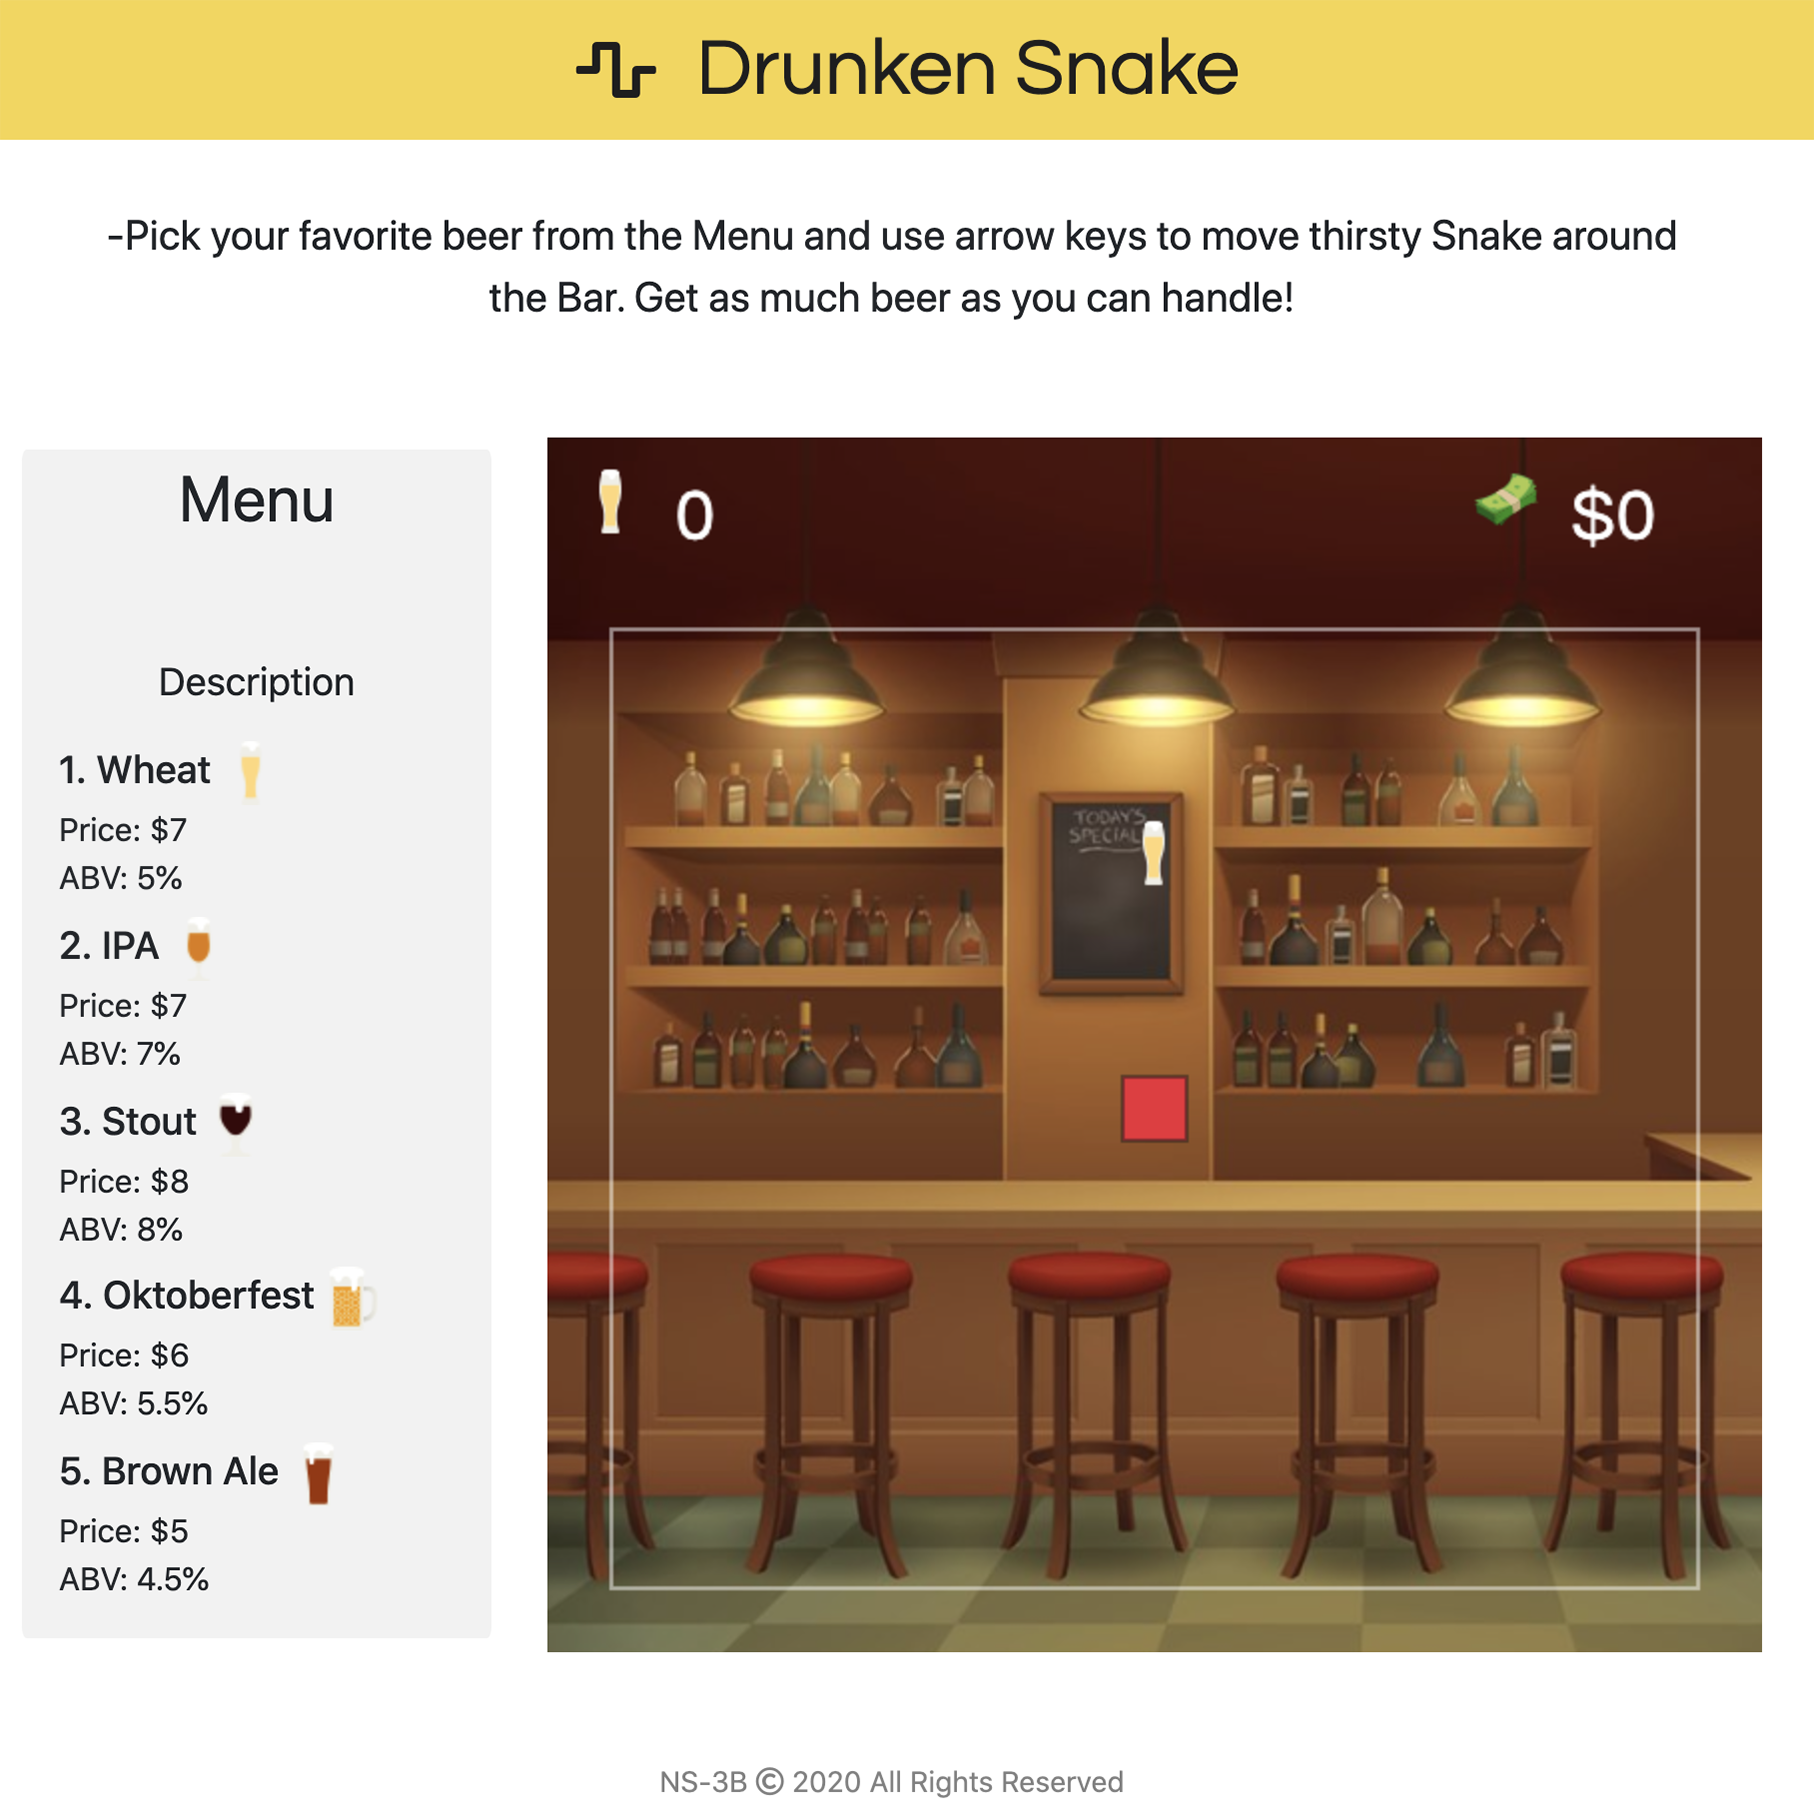 Drunken Snake
-Pick your favorite beer from the Menu and use arrow keys to move thirsty Snake around
the Bar. Get as much beer as you can handle!
Menu
Description
1. Wheat
Price: $7
ABV: 5%
2. IPA
Price: $7
ABV: 7%
3. Stout
Price: $8
ABV: 8%
4. Oktoberfest
Price: $6
ABV: 5.5%
5. Brown Ale
Price: $5
ABV: 4.5%
0
$0
TODAY'S
SPECIAL
NS-3B © 2020 All Rights Reserved